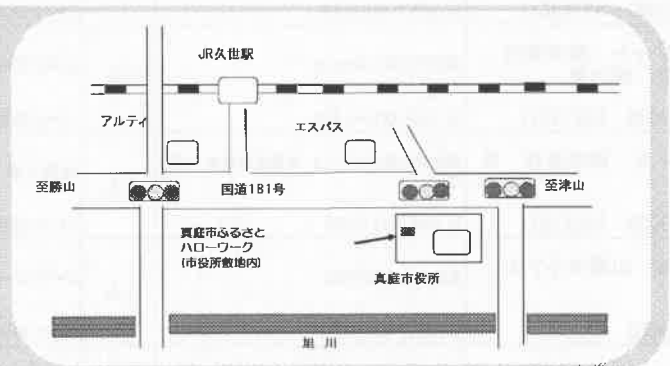 JR久世駅
アルティ
エスパス
至勝山
国道181号
至津山
真庭市ふるさと
ハローワーク
(市役所敷地内)
真庭市役所
旭川